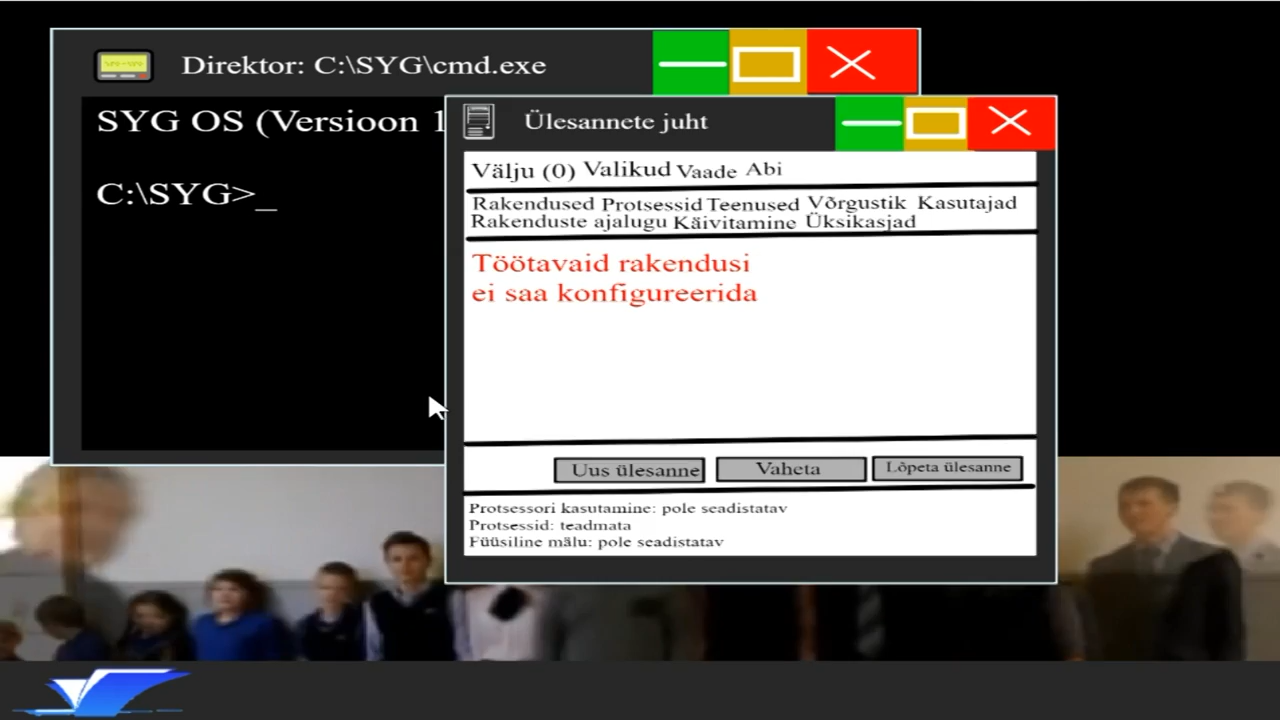 Direktor: C:\SYG\cmd.exe
SYG OS (Versioon 1
C:\SYG>_
Ülesannete juht
Välju (0) Valikud Vaade Abi
Rakendused Protsessid Teenused Võrgustik Kasutajad
Rakenduste ajalugu Käivitamine Üksikasjad
Töötavaid rakendusi
ei saa konfigureerida
Uus ülesanne Vaheta Lõpeta ülesanne
Protsessori kasutamine: pole seadistatav
Protsessid: teadmata
Füüsiline mälu: pole seadistatav